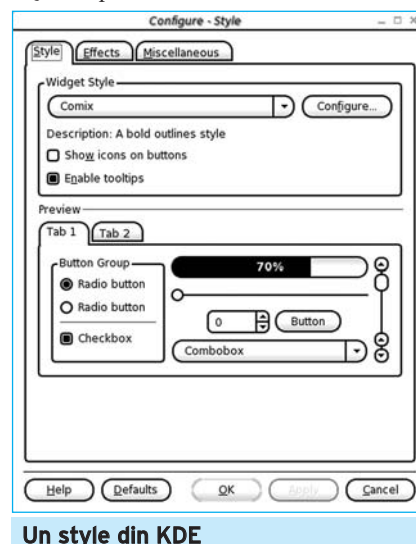 Configure - Style
Style Effects Miscellaneous
Widget Style
Comix Configure...
Description: A bold outlines style
Show icons on buttons
Enable tooltips
Preview
Tab 1 Tab 2
Button Group
70%
Radio button
Radio button
0 Button
Checkbox
Combobox
Help Defaults OK Apply Cancel
Un style din KDE